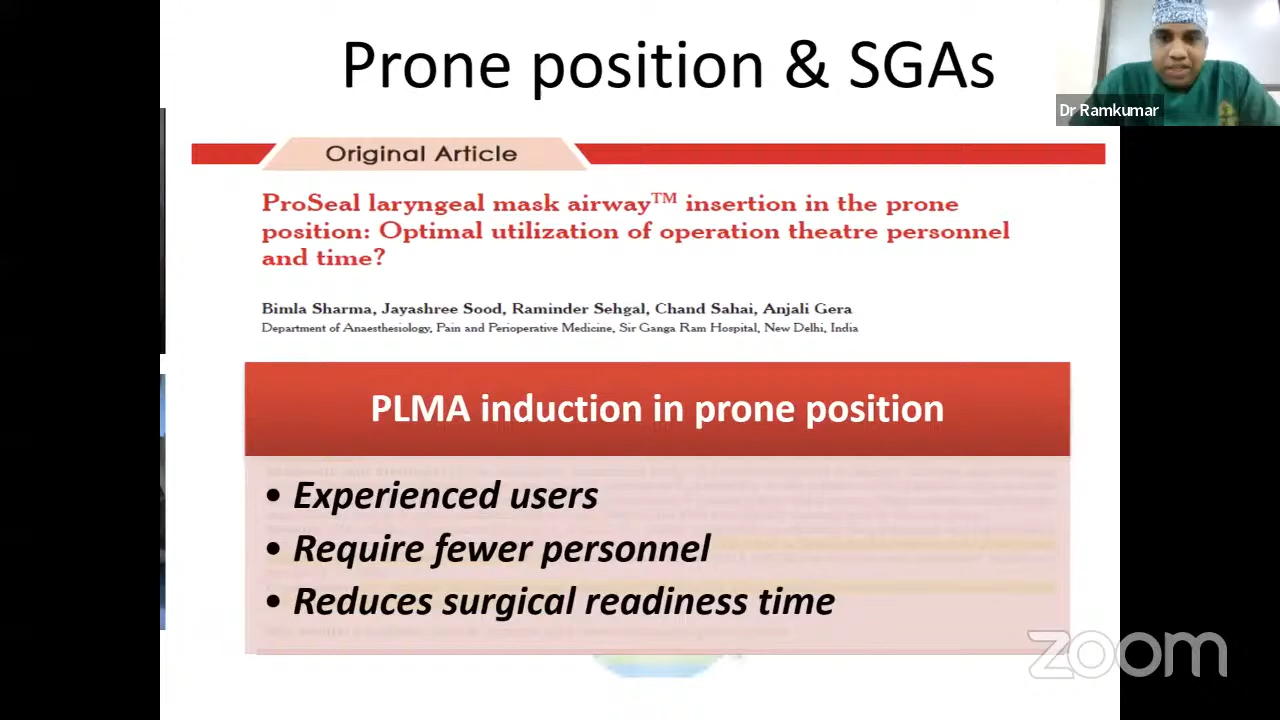 Prone position & SGAs
Dr Ramkumar
Original Article
ProSeal laryngeal mask airway™ insertion in the prone
position: Optimal utilization of operation theatre personnel
and time?
Bimla Sharma, Jayashree Sood, Raminder Sehgal, Chand Sahai, Anjali Gera
Department of Anaesthesiology, Pain and Perioperative Medicine, Sir Ganga Ram Hospital, New Delhi, India
PLMA induction in prone position
• Experienced users
• Require fewer personnel
• Reduces surgical readiness time
zoom